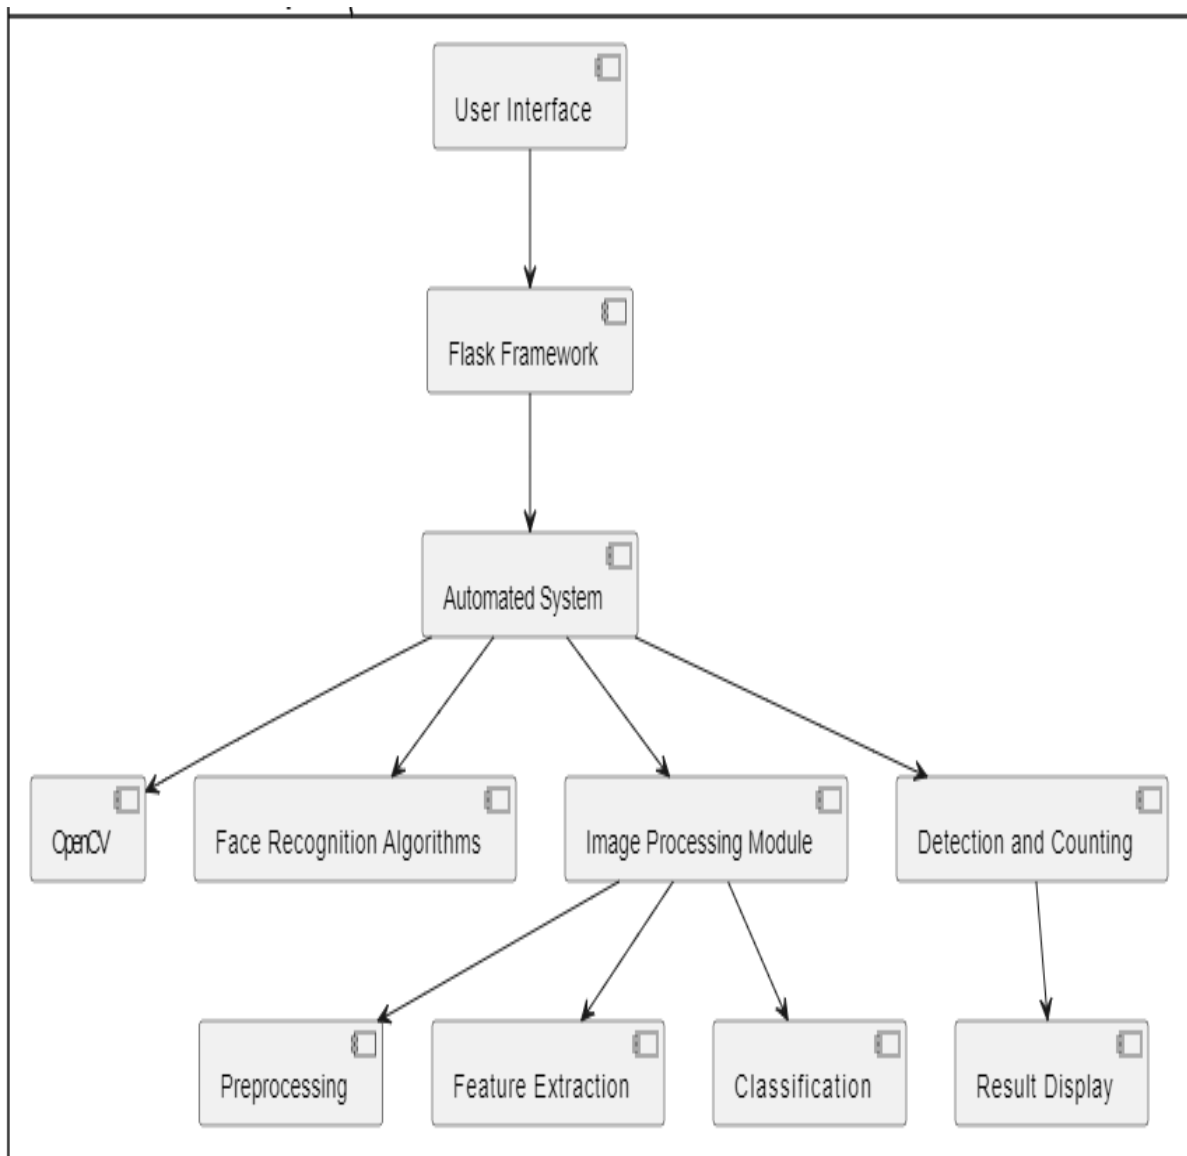 User Interface
Flask Framework
Automated System
OpenCV
Face Recognition Algorithms
Image Processing Module
Detection and Counting
Preprocessing
Feature Extraction
Classification
Result Display